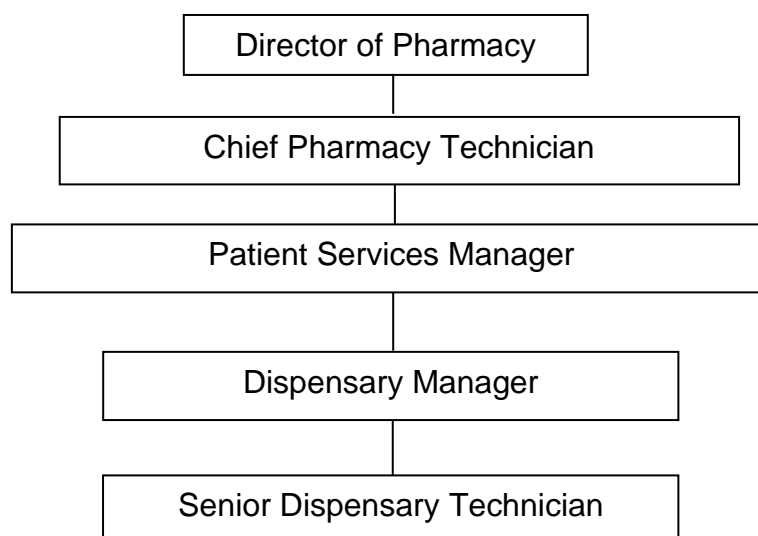 Director of Pharmacy
Chief Pharmacy Technician
Patient Services Manager
Dispensary Manager
Senior Dispensary Technician